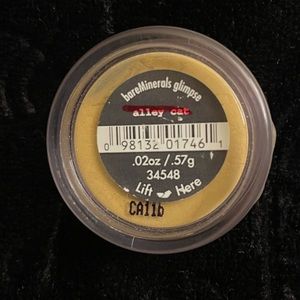 bareMinerals glimpse
alley cat
0 98132 01746 1
.02oz / .57g
34548
Lift Here
CA11b